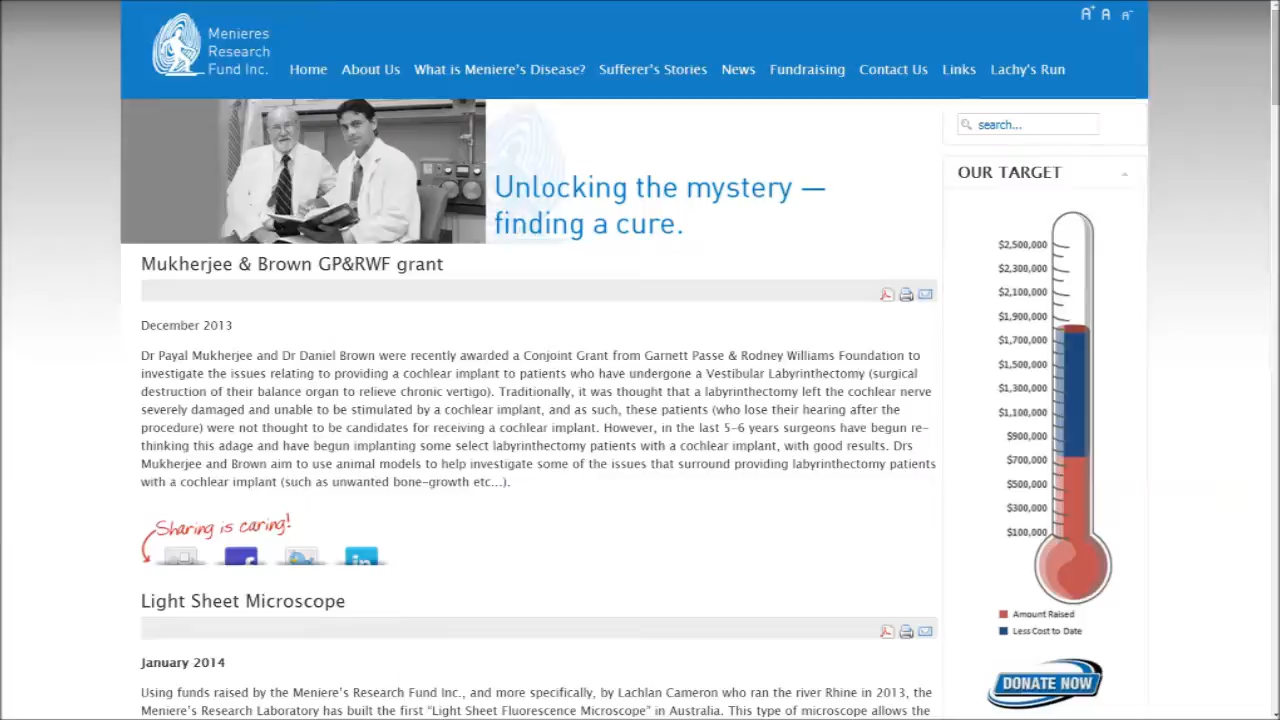 A+ A A-
Menieres
Research
Fund Inc.
Home About Us What is Meniere's Disease? Sufferer's Stories News Fundraising Contact Us Links Lachy's Run
search...
Unlocking the mystery —
finding a cure.
OUR TARGET
Mukherjee & Brown GP&RWF grant
December 2013
Dr Payal Mukherjee and Dr Daniel Brown were recently awarded a Conjoint Grant from Garnett Passe & Rodney Williams Foundation to
investigate the issues relating to providing a cochlear implant to patients who have undergone a Vestibular Labyrinthectomy (surgical
destruction of their balance organ to relieve chronic vertigo). Traditionally, it was thought that a labyrinthectomy left the cochlear nerve
severely damaged and unable to be stimulated by a cochlear implant, and as such, these patients (who lose their hearing after the
procedure) were not thought to be candidates for receiving a cochlear implant. However, in the last 5-6 years surgeons have begun re-
thinking this adage and have begun implanting some select labyrinthectomy patients with a cochlear implant, with good results. Drs
Mukherjee and Brown aim to use animal models to help investigate some of the issues that surround providing labyrinthectomy patients
with a cochlear implant (such as unwanted bone-growth etc...).
Sharing is caring!
Light Sheet Microscope
January 2014
Using funds raised by the Meniere's Research Fund Inc., and more specifically, by Lachlan Cameron who ran the river Rhine in 2013, the
Meniere's Research Laboratory has built the first "Light Sheet Fluorescence Microscope" in Australia. This type of microscope allows the
$2,500,000
$2,300,000
$2,100,000
$1,900,000
$1,700,000
$1,500,000
$1,300,000
$1,100,000
$900,000
$700,000
$500,000
$300,000
$100,000
Amount Raised
Less Cost to Date
DONATE NOW